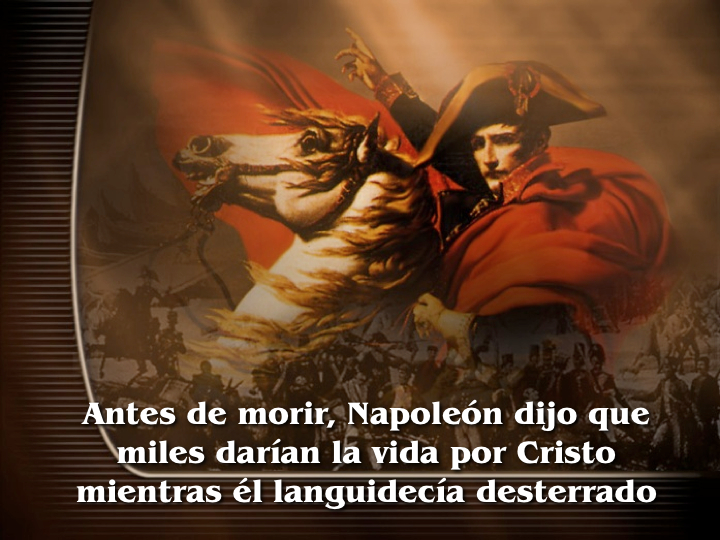 Antes de morir, Napoleón dijo que
miles darían la vida por Cristo
mientras él languidecía desterrado